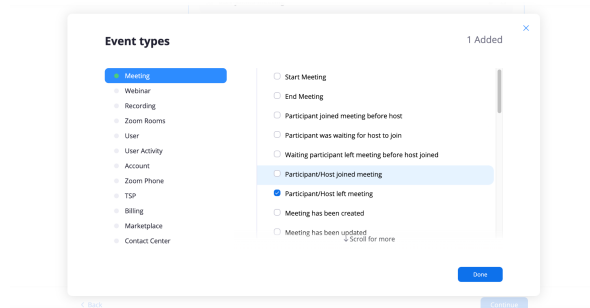 Event types
1 Added
Meeting
Webinar
Recording
Zoom Rooms
User
User Activity
Account
Zoom Phone
TSP
Billing
Marketplace
Contact Center
Start Meeting
End Meeting
Participant joined meeting before host
Participant was waiting for host to join
Waiting participant left meeting before host joined
Participant/Host joined meeting
Participant/Host left meeting
Meeting has been created
Meeting has been updated
↓ Scroll for more
Done
< Back
Continue